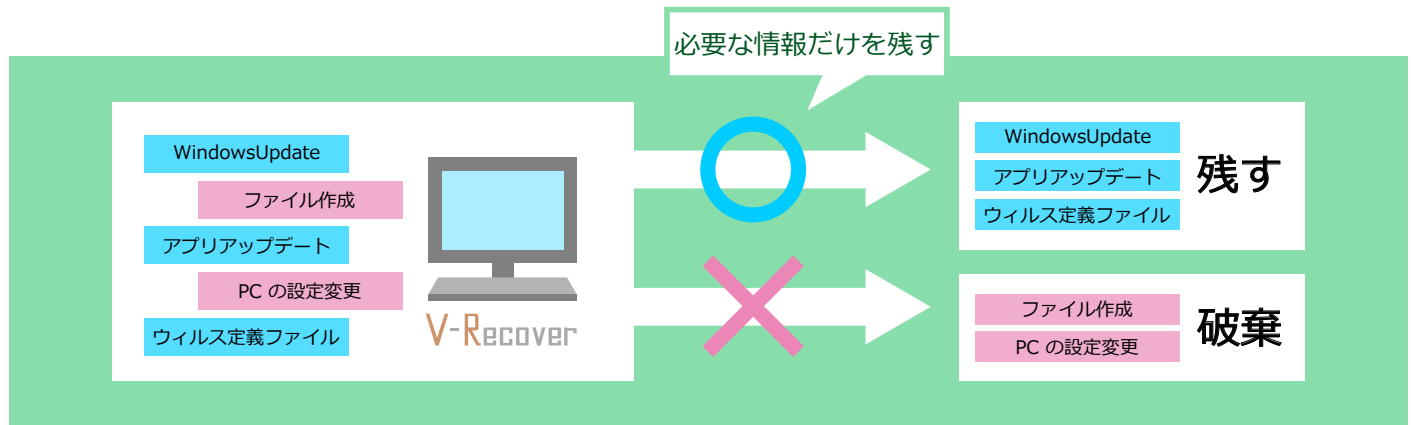 必要な情報だけを残す
WindowsUpdate
ファイル作成
アプリアップデート
PC の設定変更
ウィルス定義ファイル
V-Recover
WindowsUpdate
アプリアップデート
ウィルス定義ファイル
残す
ファイル作成
PC の設定変更
破棄